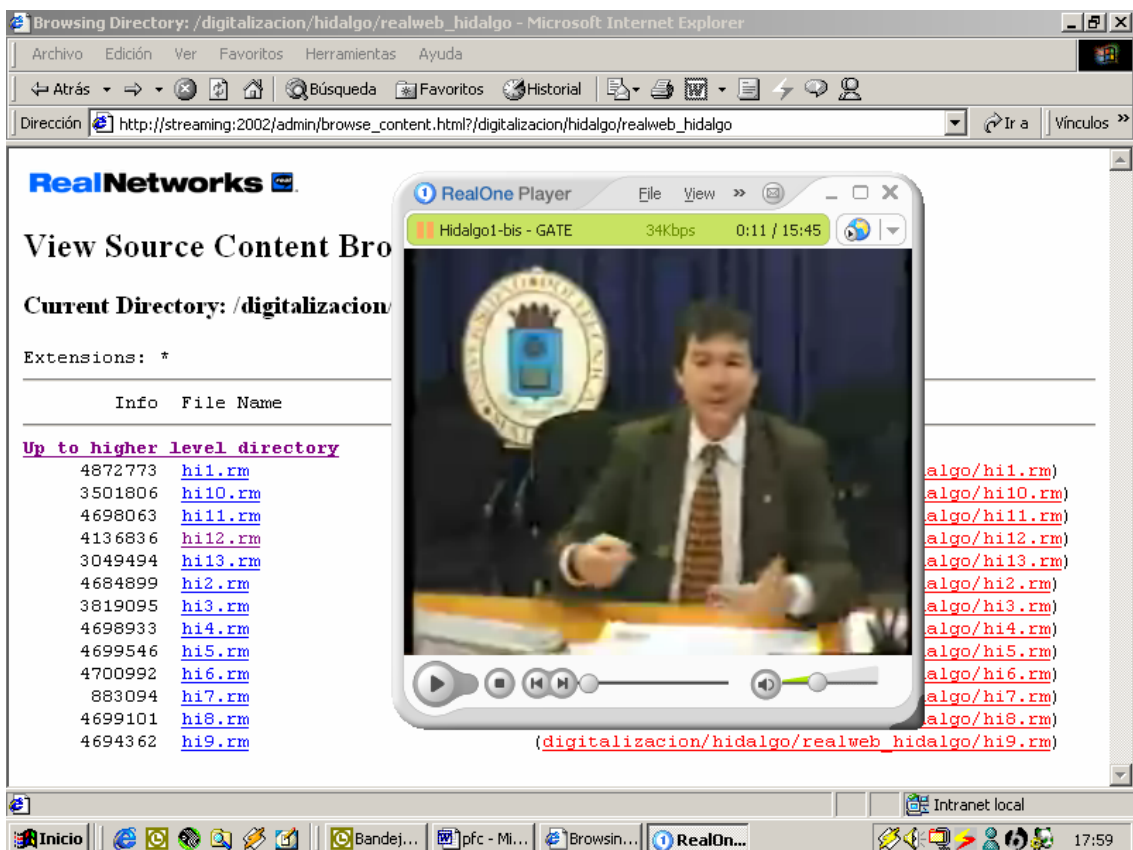 Browsing Directory: /digitalizacion/hidalgo/realweb_hidalgo - Microsoft Internet Explorer
Archivo Edición Ver Favoritos Herramientas Ayuda
Atrás Búsqueda Favoritos Historial
Dirección http://streaming:2002/admin/browse_content.html?/digitalizacion/hidalgo/realweb_hidalgo Ir a Vínculos »
RealNetworks real.
RealOne Player File View »
Hidalgo1-bis - GATE 34Kbps 0:11 / 15:45
View Source Content Bro
Current Directory: /digitalizacion/
Extensions: *
Info File Name
Up to higher level directory
4872773 hi1.rm algo/hi1.rm)
3501806 hi10.rm algo/hi10.rm)
4698063 hi11.rm algo/hi11.rm)
4136836 hi12.rm algo/hi12.rm)
3049494 hi13.rm algo/hi13.rm)
4684899 hi2.rm algo/hi2.rm)
3819095 hi3.rm algo/hi3.rm)
4698933 hi4.rm algo/hi4.rm)
4699546 hi5.rm algo/hi5.rm)
4700992 hi6.rm algo/hi6.rm)
883094 hi7.rm algo/hi7.rm)
4699101 hi8.rm algo/hi8.rm)
4694362 hi9.rm (digitalizacion/hidalgo/realweb_hidalgo/hi9.rm)
Intranet local
Inicio Bandej... pfc - Mi... Browsin... RealOn... 17:59